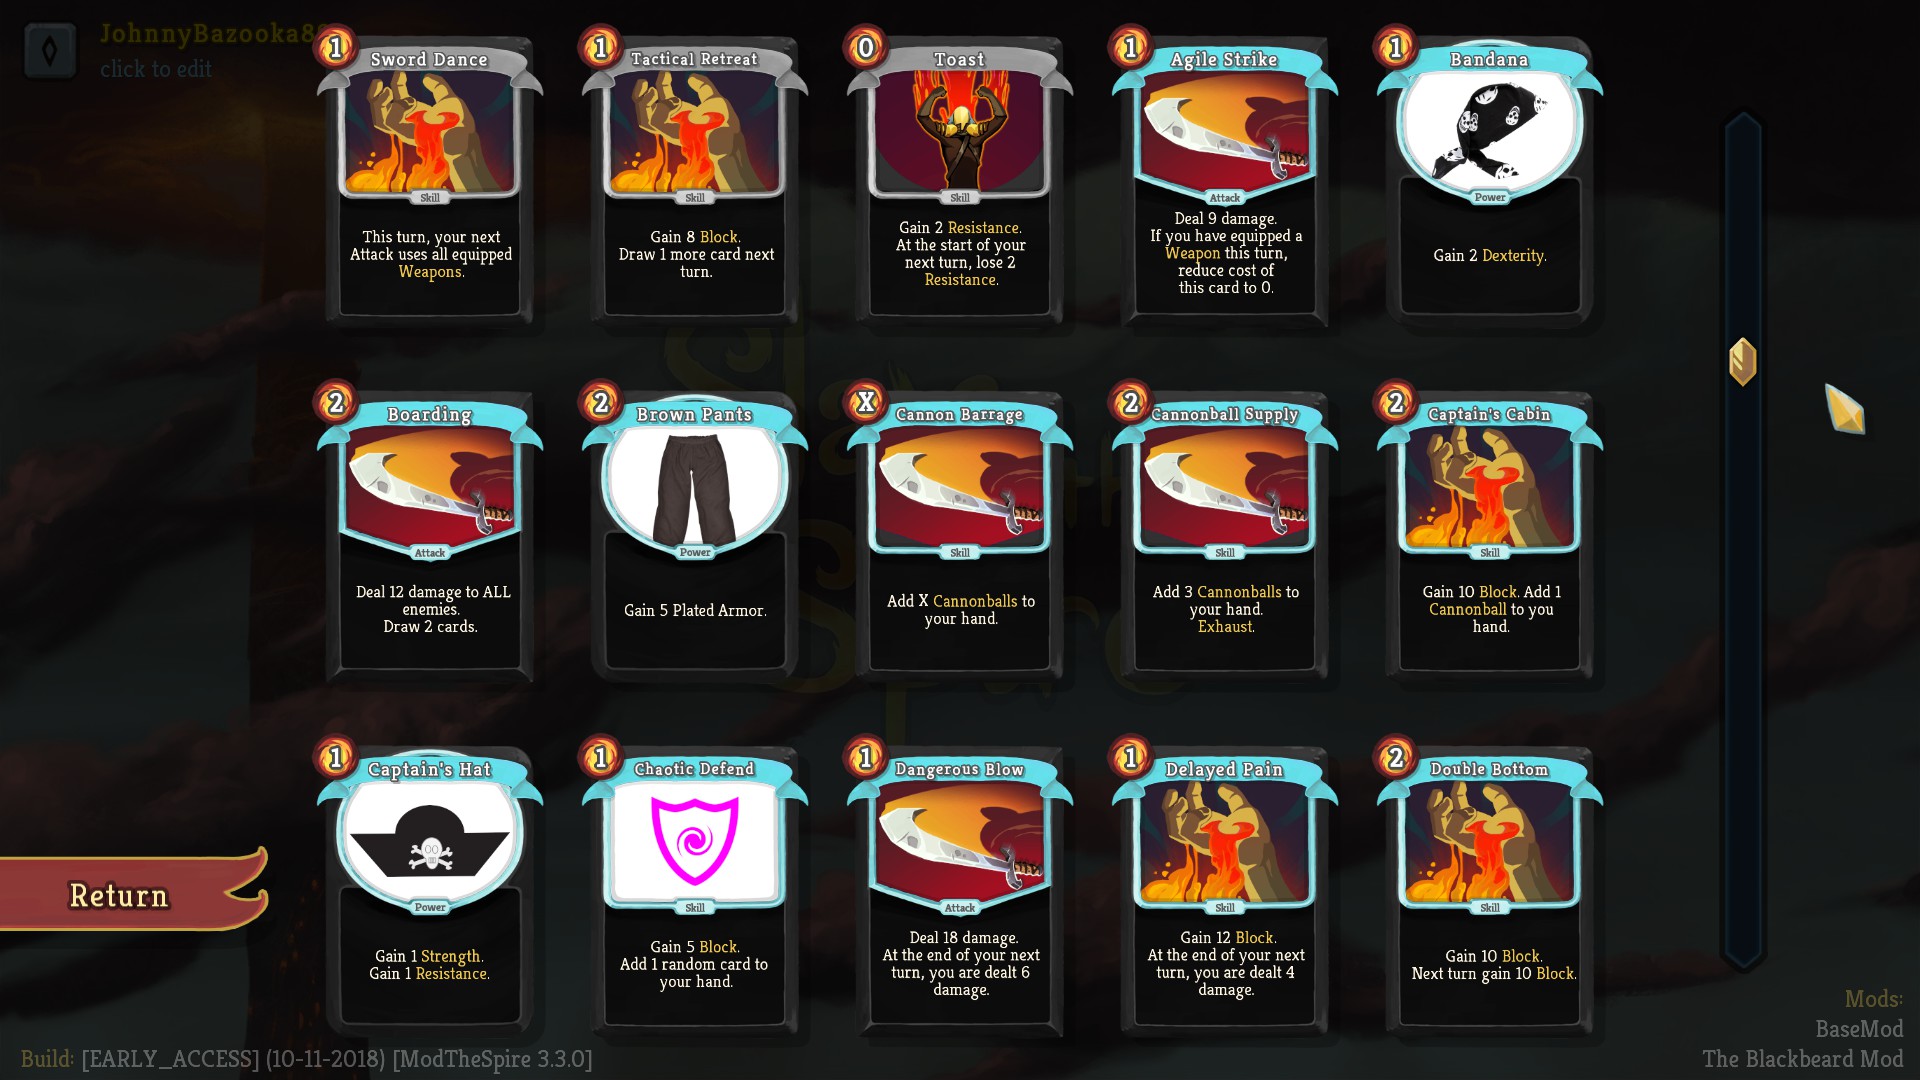 JohnnyBazooka8
click to edit
1
Sword Dance
Skill
This turn, your next
Attack uses all equipped
Weapons.
1
Tactical Retreat
Skill
Gain 8 Block.
Draw 1 more card next
turn.
0
Toast
Skill
Gain 2 Resistance.
At the start of your
next turn, lose 2
Resistance.
1
Agile Strike
Attack
Deal 9 damage.
If you have equipped a
Weapon this turn,
reduce cost of
this card to 0.
1
Bandana
Power
Gain 2 Dexterity.
2
Boarding
Attack
Deal 12 damage to ALL
enemies.
Draw 2 cards.
2
Brown Pants
Power
Gain 5 Plated Armor.
X
Cannon Barrage
Skill
Add X Cannonballs to
your hand.
2
Cannonball Supply
Skill
Add 3 Cannonballs to
your hand.
Exhaust.
2
Captain's Cabin
Skill
Gain 10 Block. Add 1
Cannonball to you
hand.
1
Captain's Hat
Power
Gain 1 Strength.
Gain 1 Resistance.
1
Chaotic Defend
Skill
Gain 5 Block.
Add 1 random card to
your hand.
1
Dangerous Blow
Attack
Deal 18 damage.
At the end of your next
turn, you are dealt 6
damage.
1
Delayed Pain
Skill
Gain 12 Block.
At the end of your next
turn, you are dealt 4
damage.
2
Double Bottom
Skill
Gain 10 Block.
Next turn gain 10 Block.
Return
Build: [EARLY_ACCESS] (10-11-2018) [ModTheSpire 3.3.0]
Mods:
BaseMod
The Blackbeard Mod